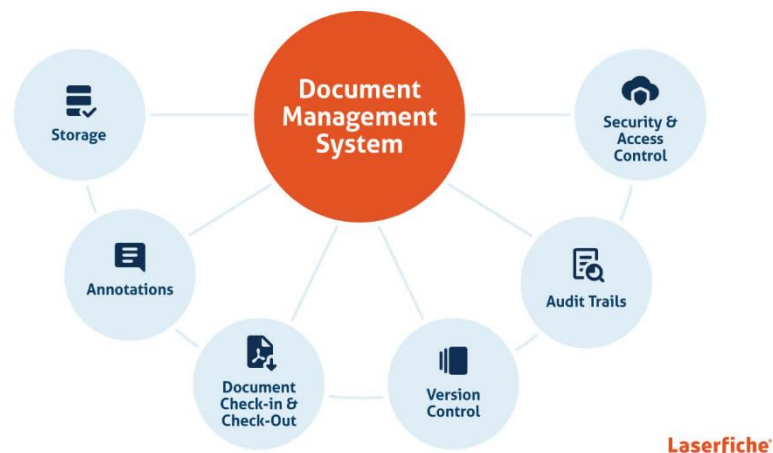 Document
Management
System
Storage
Security &
Access
Control
Annotations
Audit Trails
Document
Check-in &
Check-Out
Version
Control
Laserfiche®